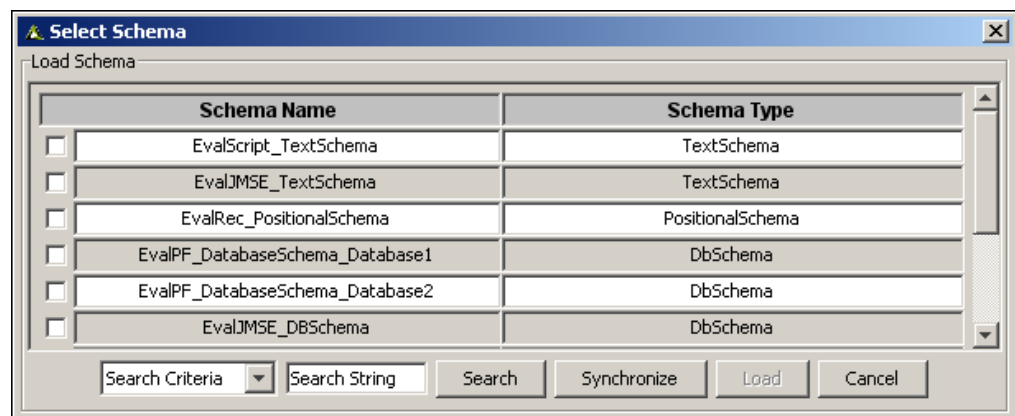 Select Schema
Load Schema
Schema Name Schema Type
EvalScript_TextSchema TextSchema
EvalJMSE_TextSchema TextSchema
EvalRec_PositionalSchema PositionalSchema
EvalPF_DatabaseSchema_Database1 DbSchema
EvalPF_DatabaseSchema_Database2 DbSchema
EvalJMSE_DBSchema DbSchema
Search Criteria Search String Search Synchronize Load Cancel